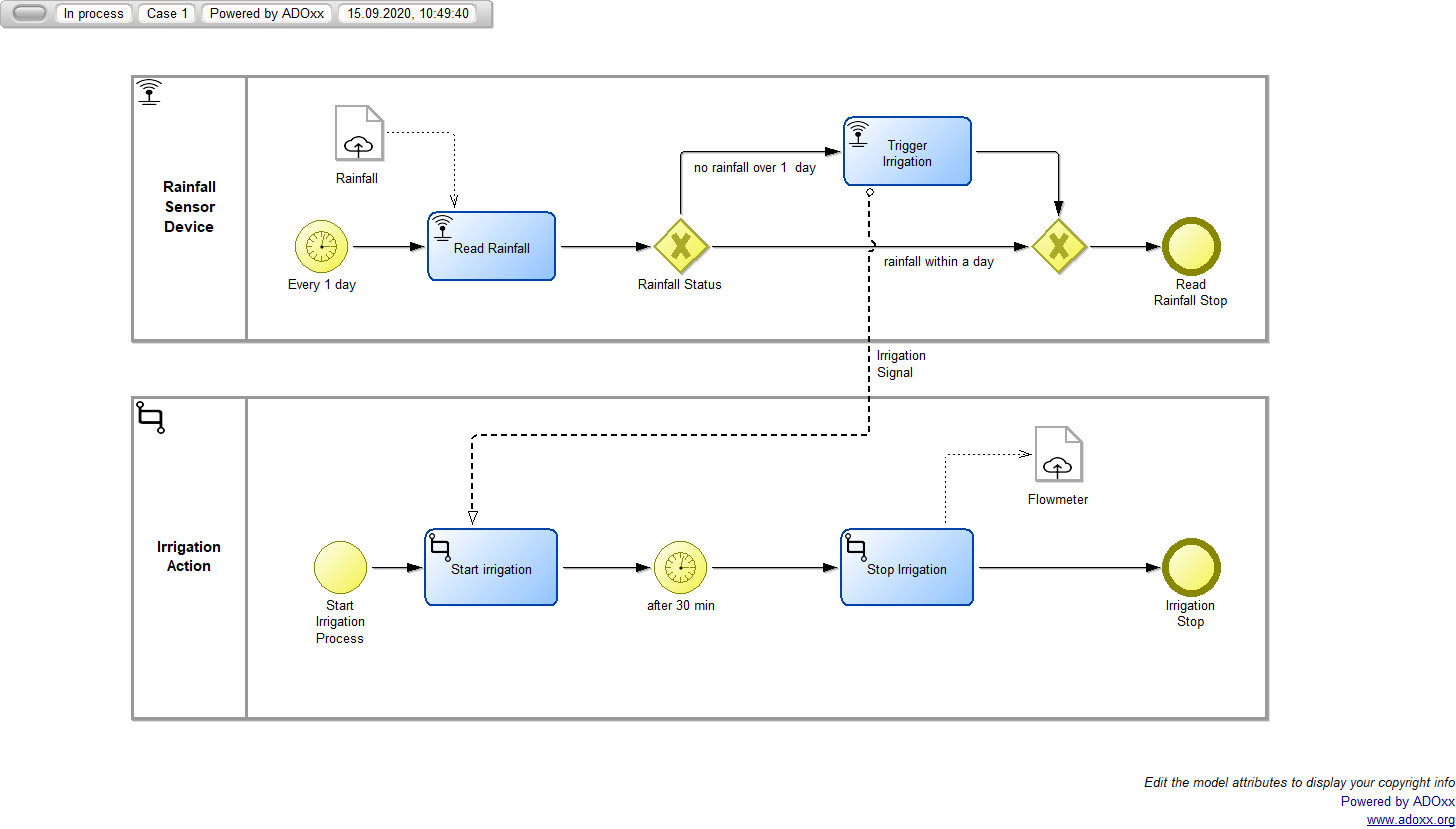 In process Case 1 Powered by ADOxx 15.09.2020, 10:49:40
Rainfall
Sensor
Device
Rainfall
Every 1 day
Read Rainfall
Rainfall Status
no rainfall over 1 day
Trigger
Irrigation
rainfall within a day
Read
Rainfall Stop
Irrigation
Signal
Irrigation
Action
Start
Irrigation
Process
Start irrigation
after 30 min
Stop Irrigation
Flowmeter
Irrigation
Stop
Edit the model attributes to display your copyright info
Powered by ADOxx
www.adoxx.org